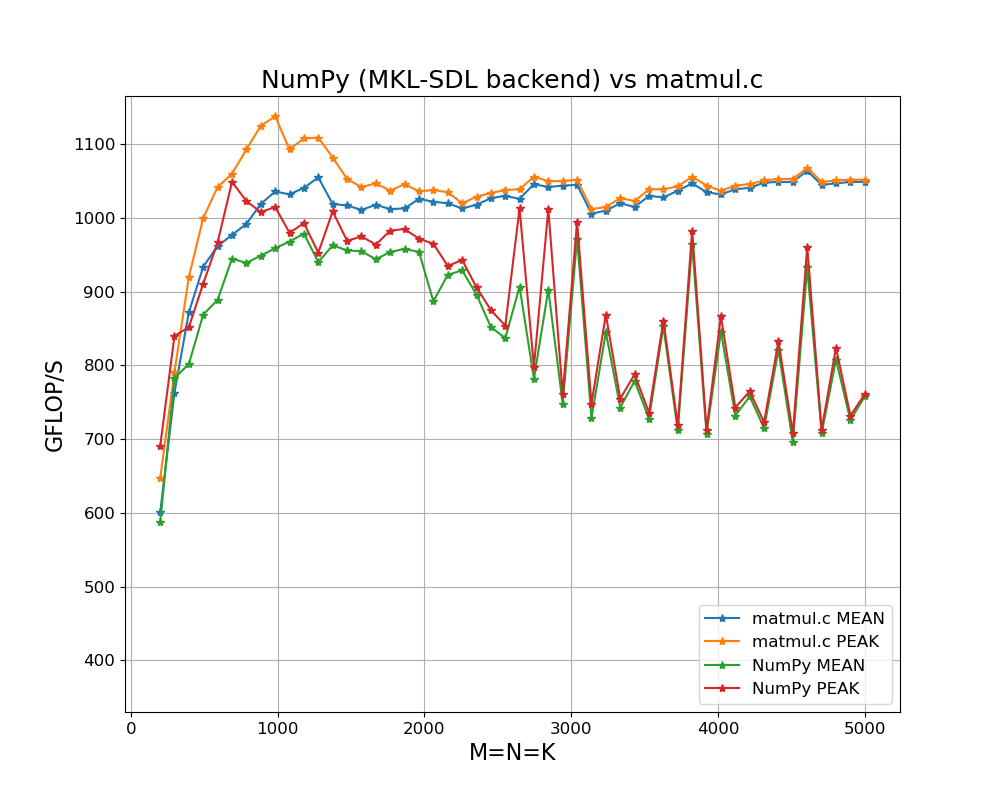 NumPy (MKL-SDL backend) vs matmul.c
GFLOP/S
1100
1000
900
800
700
600
500
400
0
1000
2000
3000
4000
5000
M=N=K
matmul.c MEAN
matmul.c PEAK
NumPy MEAN
NumPy PEAK